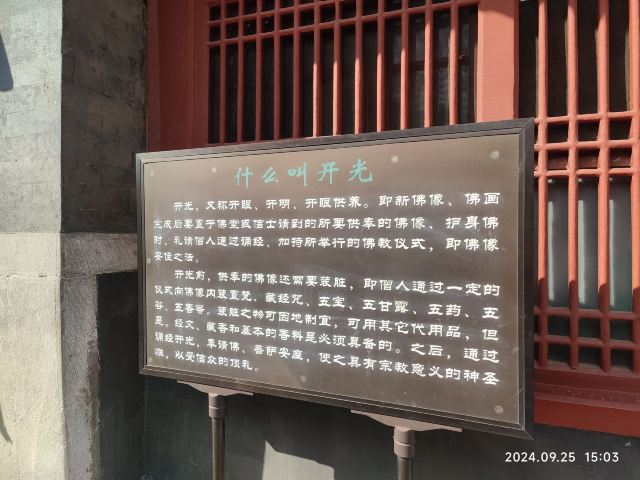 什么叫开光
开光，又称开眼、开明、开眼供养。即新佛像、佛画
完成后要置于佛堂或信士请到的所要供奉的佛像、护身佛
时，礼请僧人通过诵经、加持所举行的佛教仪式，即佛像
安住之法。
开光前，供奉的佛像还需要装脏，即僧人通过一定的
仪式向佛像内装置梵、藏经咒、五宝、五甘露、五药、五
谷、五香等。装脏之物可因地制宜，可用其它代用品，但
是，经文、藏香和基本的香料是必须具备的。之后，通过
诵经开光，奉请佛、菩萨安座，使之具有宗教意义的神圣
性，以受信众的顶礼。
2024.09.25 15:03